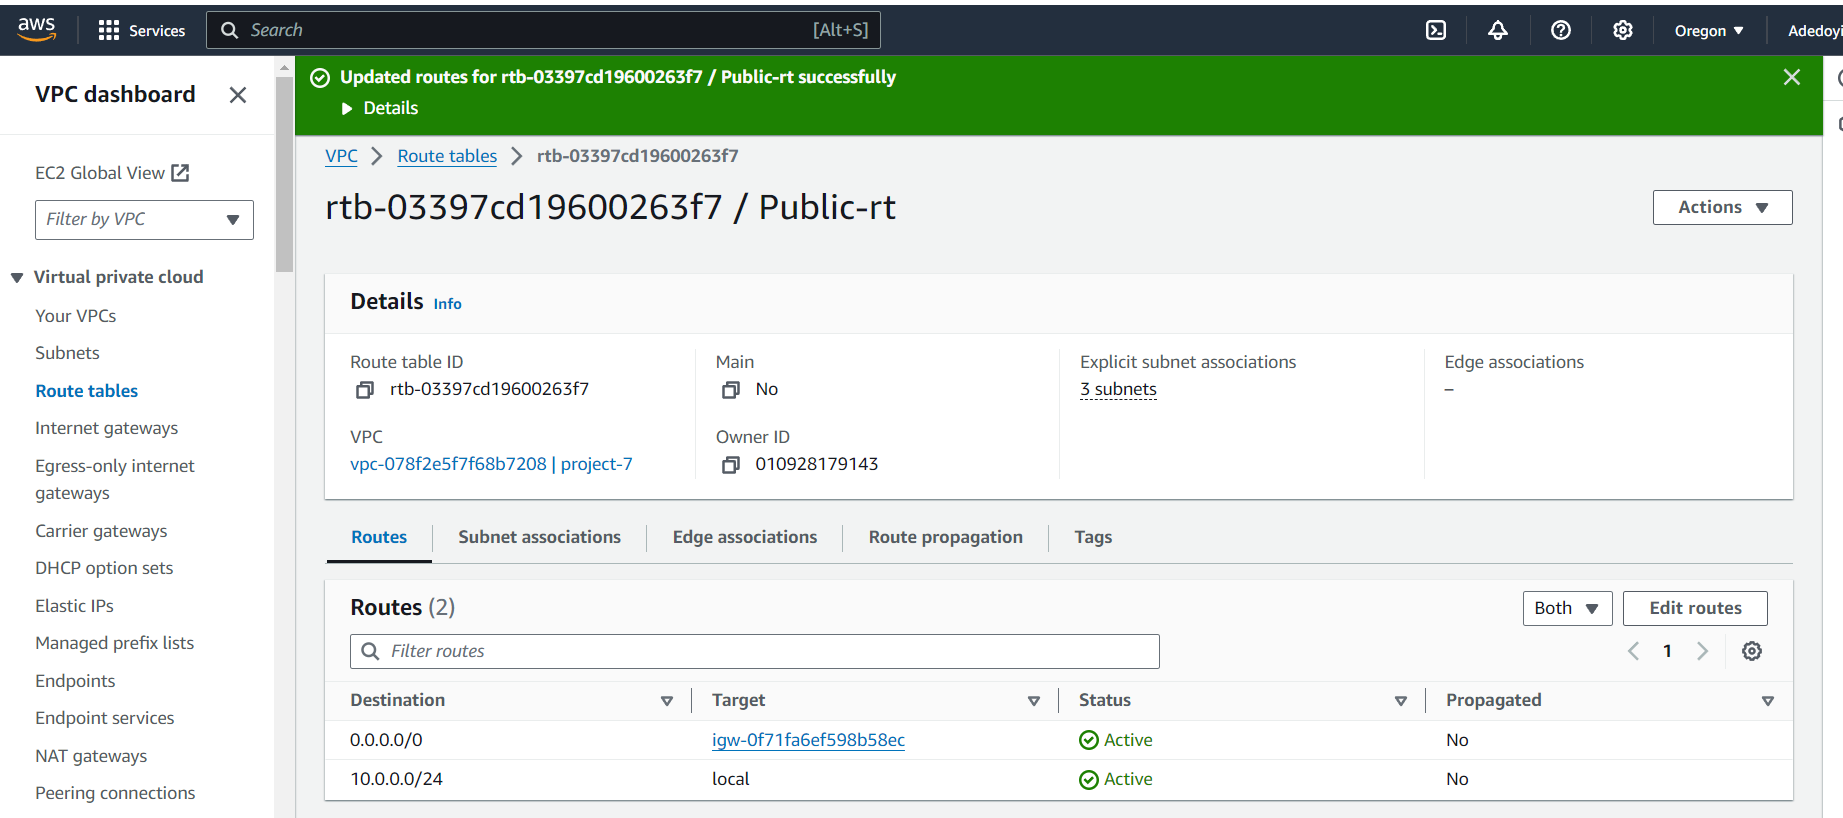 aws Services Search [Alt+S] Oregon Adedoyi
VPC dashboard
EC2 Global View
Filter by VPC
Virtual private cloud
Your VPCs
Subnets
Route tables
Internet gateways
Egress-only internet
gateways
Carrier gateways
DHCP option sets
Elastic IPs
Managed prefix lists
Endpoints
Endpoint services
NAT gateways
Peering connections
Updated routes for rtb-03397cd19600263f7 / Public-rt successfully
Details
VPC Route tables rtb-03397cd19600263f7
rtb-03397cd19600263f7 / Public-rt
Actions
Details Info
Route table ID
rtb-03397cd19600263f7
Main
No
Explicit subnet associations
3 subnets
Edge associations
–
VPC
vpc-078f2e5f7f68b7208 | project-7
Owner ID
010928179143
Routes Subnet associations Edge associations Route propagation Tags
Routes (2)
Both Edit routes
Filter routes
1
Destination Target Status Propagated
0.0.0.0/0 igw-0f71fa6ef598b58ec Active No
10.0.0.0/24 local Active No